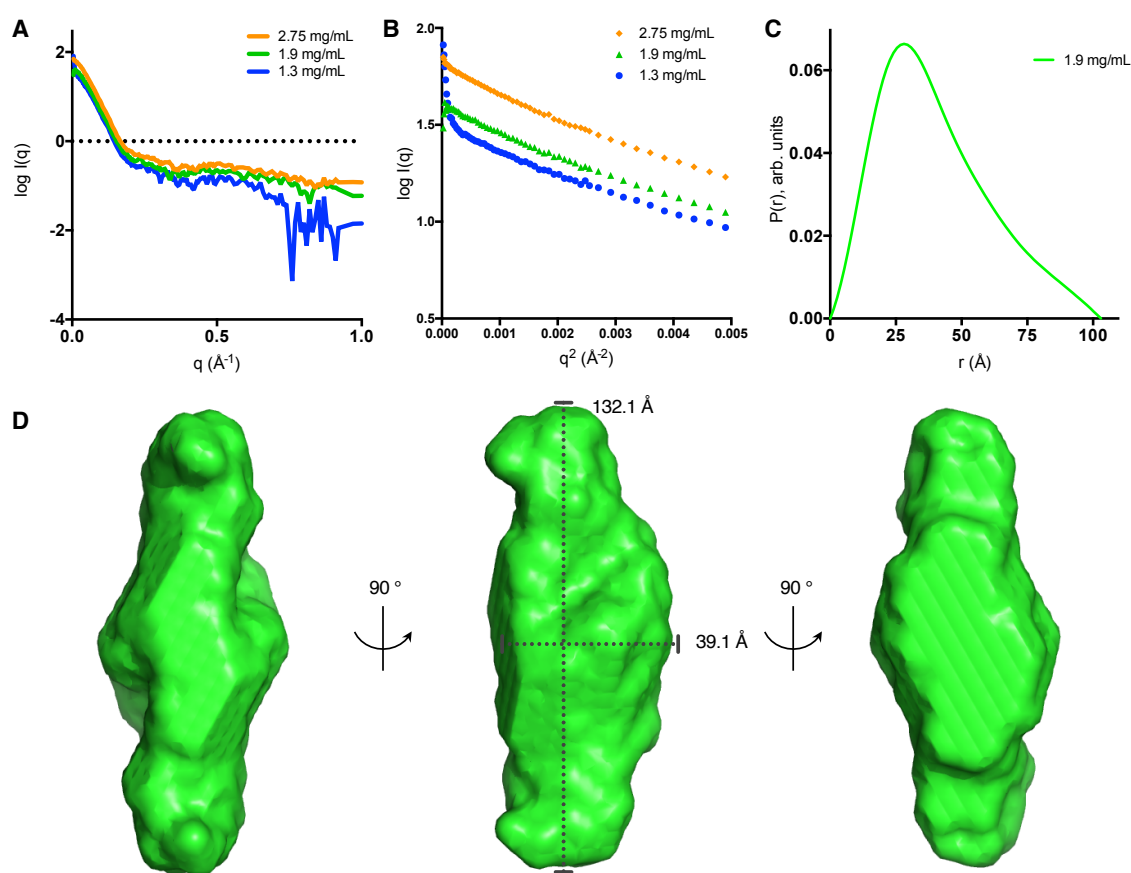 A
2.75 mg/mL
1.9 mg/mL
1.3 mg/mL
2
0
-2
-4
0.0
0.5
1.0
log I(q)
q (Å⁻¹)
B
2.75 mg/mL
1.9 mg/mL
1.3 mg/mL
2.0
1.5
1.0
0.5
0.000
0.001
0.002
0.003
0.004
0.005
log I(q)
q² (Å⁻²)
C
1.9 mg/mL
0.06
0.04
0.02
0.00
0
25
50
75
100
P(r), arb. units
r (Å)
D
132.1 Å
90 °
39.1 Å
90 °